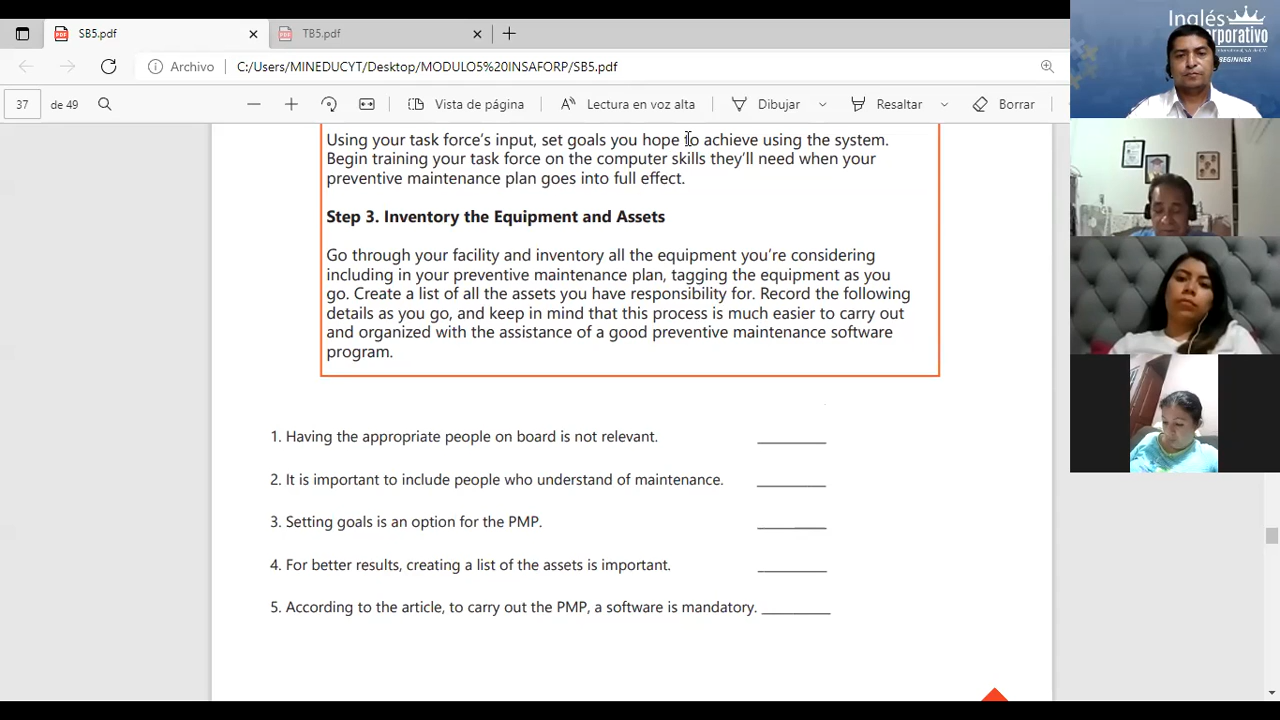 SB5.pdf
TB5.pdf
Archivo
C:/Users/MINEDUCYT/Desktop/MODULO5%20INSAFORP/SB5.pdf
37
de 49
Vista de página
Lectura en voz alta
Dibujar
Resaltar
Borrar
Using your task force's input, set goals you hope to achieve using the system.
Begin training your task force on the computer skills they'll need when your
preventive maintenance plan goes into full effect.
Step 3. Inventory the Equipment and Assets
Go through your facility and inventory all the equipment you're considering
including in your preventive maintenance plan, tagging the equipment as you
go. Create a list of all the assets you have responsibility for. Record the following
details as you go, and keep in mind that this process is much easier to carry out
and organized with the assistance of a good preventive maintenance software
program.
1. Having the appropriate people on board is not relevant.
2. It is important to include people who understand of maintenance.
3. Setting goals is an option for the PMP.
4. For better results, creating a list of the assets is important.
5. According to the article, to carry out the PMP, a software is mandatory.
Inglés
BEGINNER